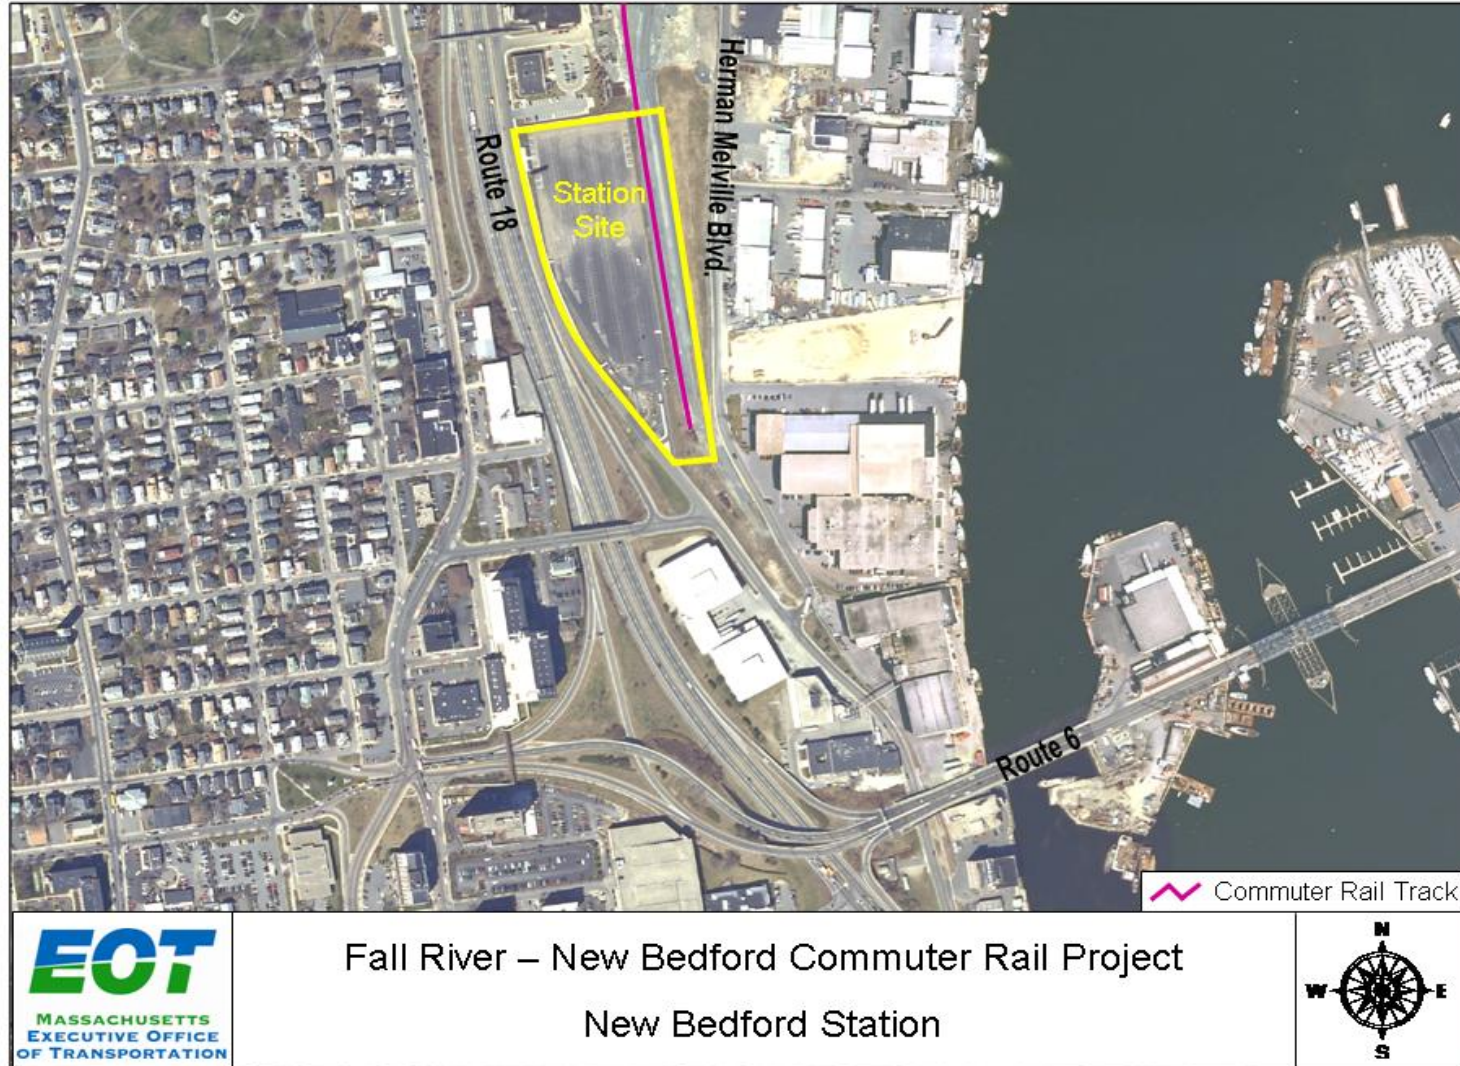 Herman Melville Blvd.
Route 18
Station
Site
Route 6
Commuter Rail Track
EOT
MASSACHUSETTS
EXECUTIVE OFFICE
OF TRANSPORTATION
Fall River – New Bedford Commuter Rail Project
New Bedford Station
N
W E
S